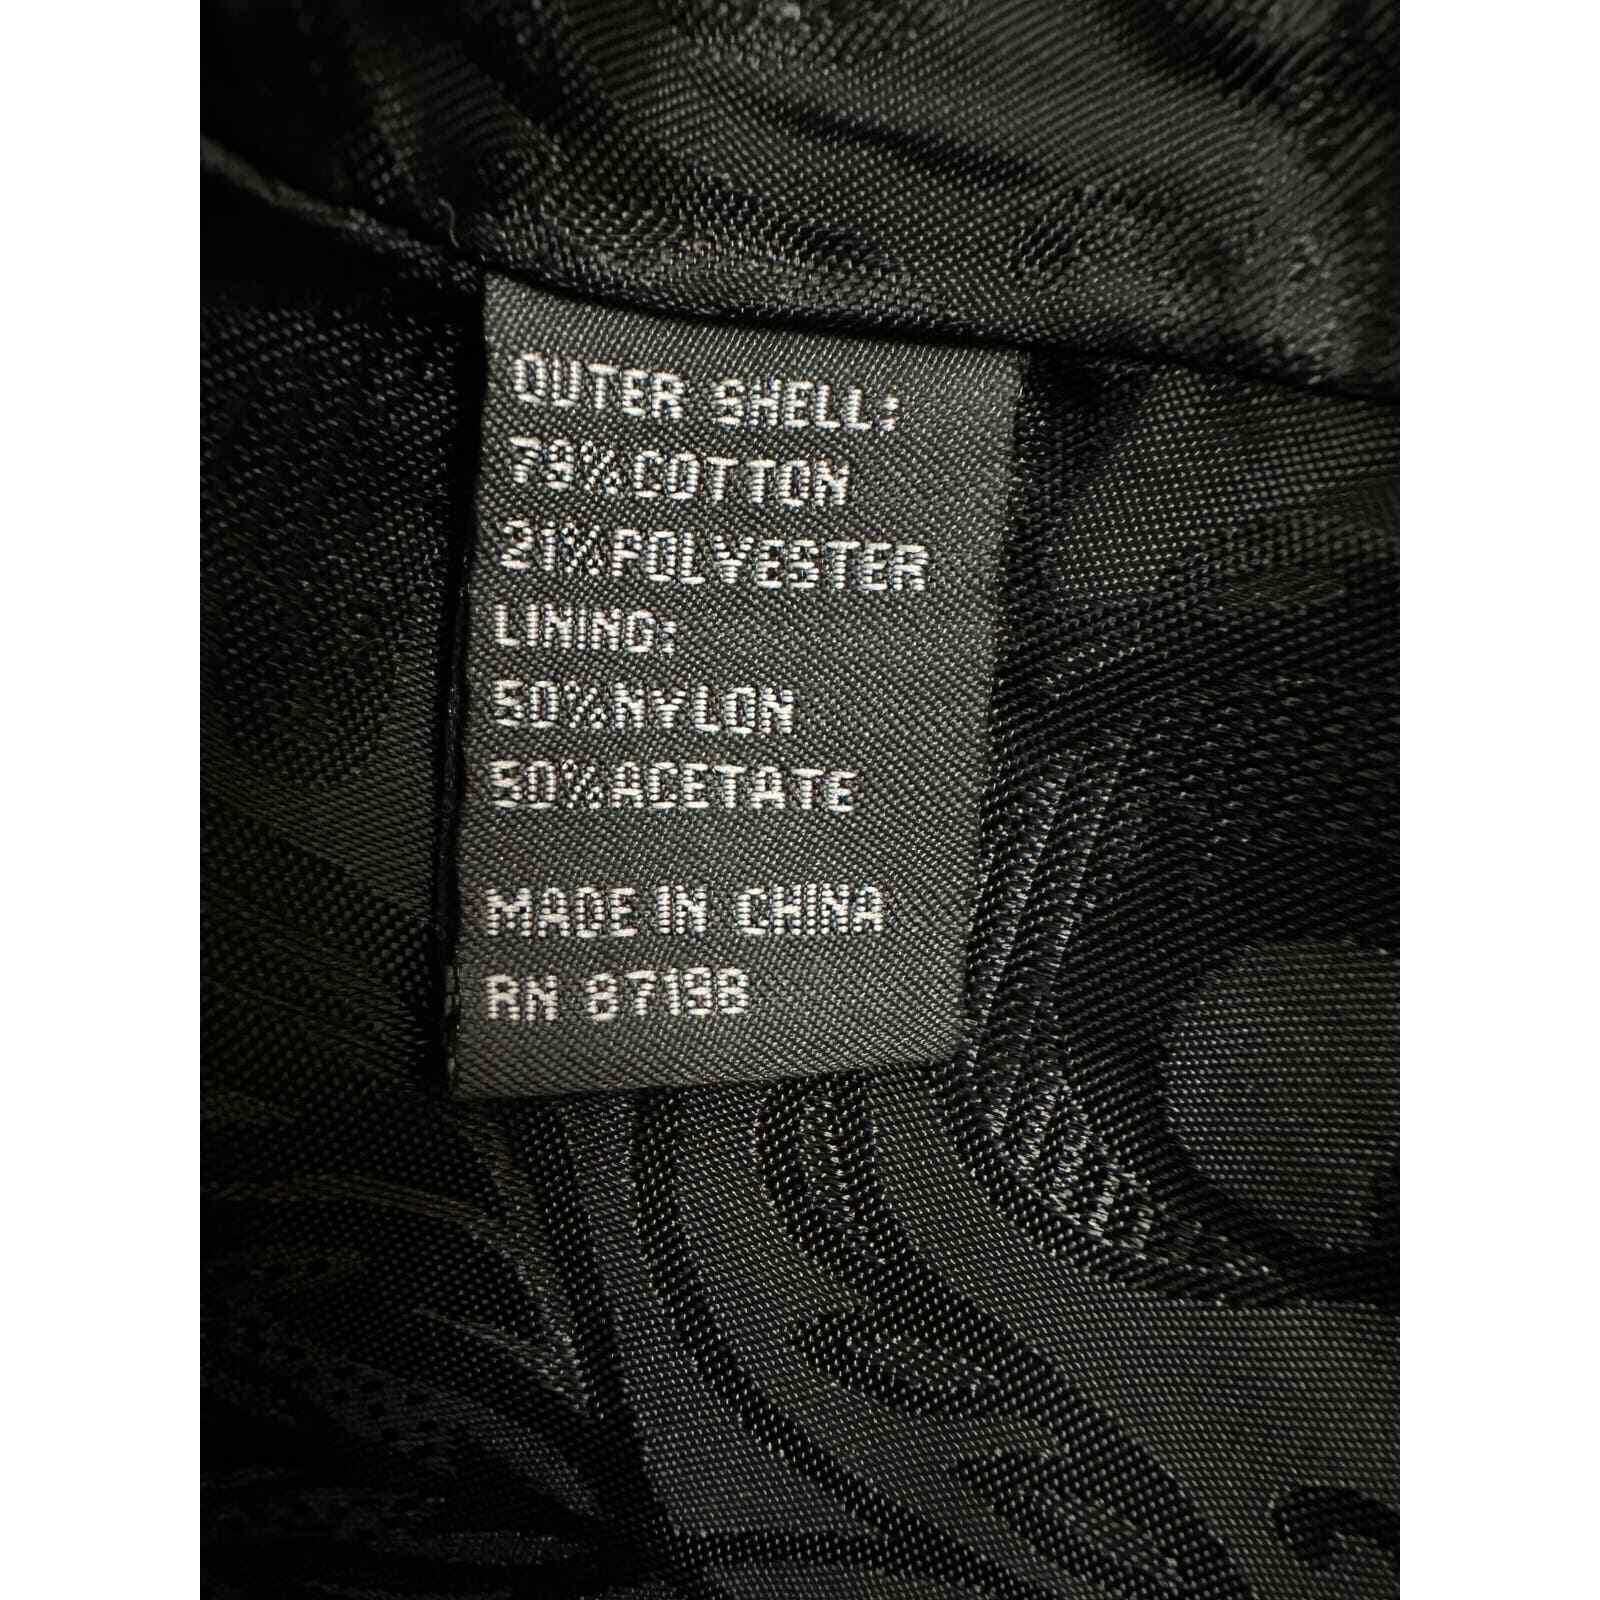 OUTER SHELL:
79%COTTON
21%POLYESTER
LINING:
50%NYLON
50%ACETATE
MADE IN CHINA
RN 87198